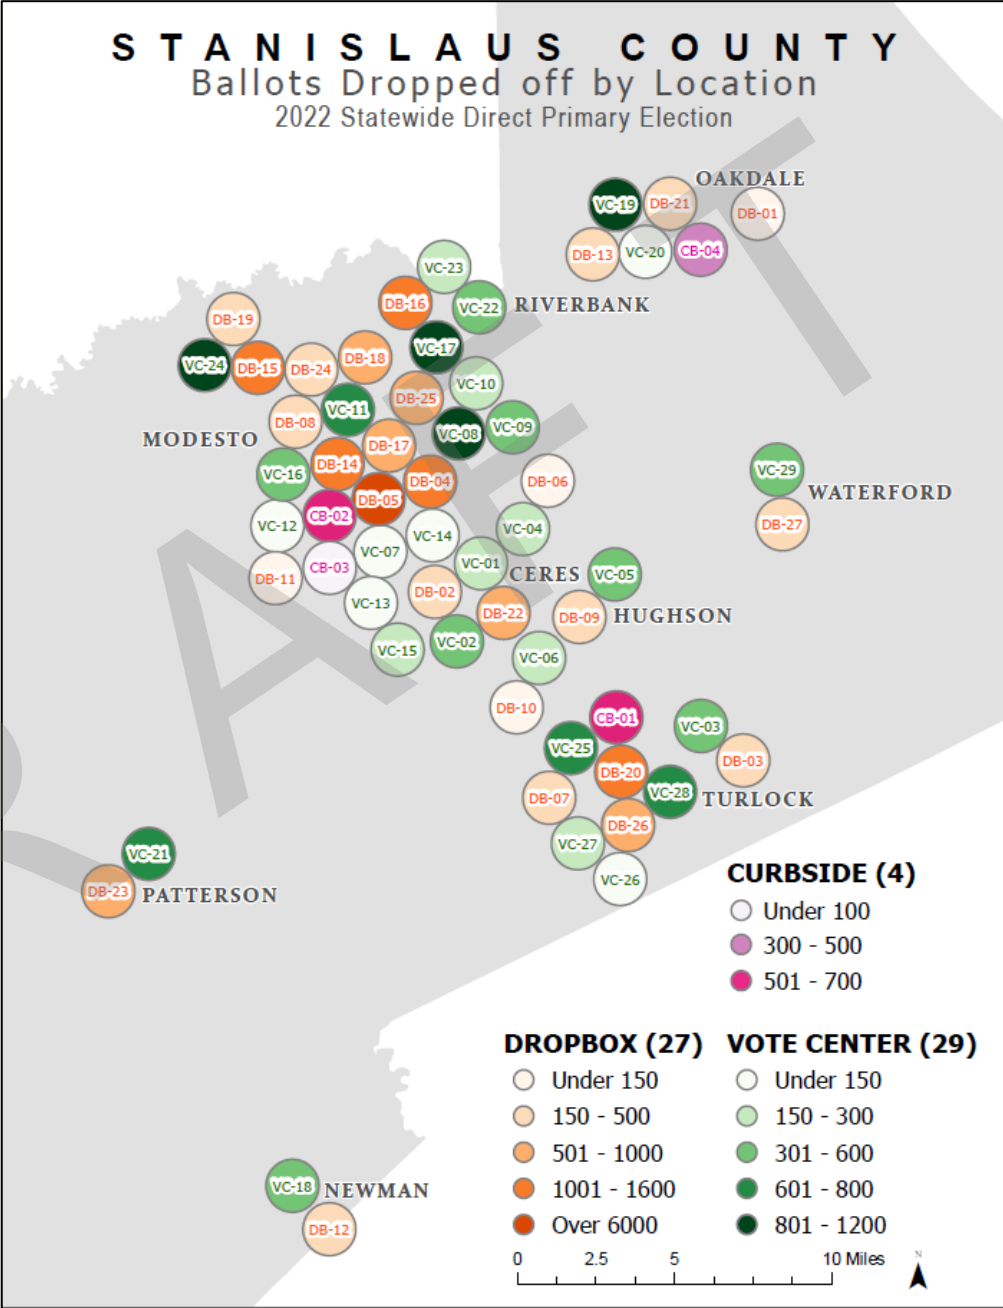 STANISLAUS COUNTY
Ballots Dropped off by Location
2022 Statewide Direct Primary Election
DRAFT
OAKDALE
VC-19
DB-21
DB-01
DB-13
VC-20
CB-04
VC-23
DB-16
VC-22
RIVERBANK
DB-19
VC-17
VC-24
DB-15
DB-24
DB-18
VC-10
DB-25
VC-11
DB-08
VC-08
VC-09
MODESTO
DB-17
VC-16
DB-14
DB-04
DB-06
VC-29
WATERFORD
DB-05
CB-02
VC-12
VC-04
DB-27
VC-14
VC-07
VC-01
CERES
VC-05
DB-11
CB-03
DB-02
VC-13
DB-22
DB-09
HUGHSON
VC-15
VC-02
VC-06
DB-10
CB-01
VC-03
VC-25
DB-20
DB-03
DB-07
VC-28
TURLOCK
DB-26
VC-27
VC-26
VC-21
DB-23
PATTERSON
CURBSIDE (4)
Under 100
300 - 500
501 - 700
DROPBOX (27)
Under 150
150 - 500
501 - 1000
1001 - 1600
Over 6000
VOTE CENTER (29)
Under 150
150 - 300
301 - 600
601 - 800
801 - 1200
VC-18
NEWMAN
DB-12
0 2.5 5 10 Miles
N